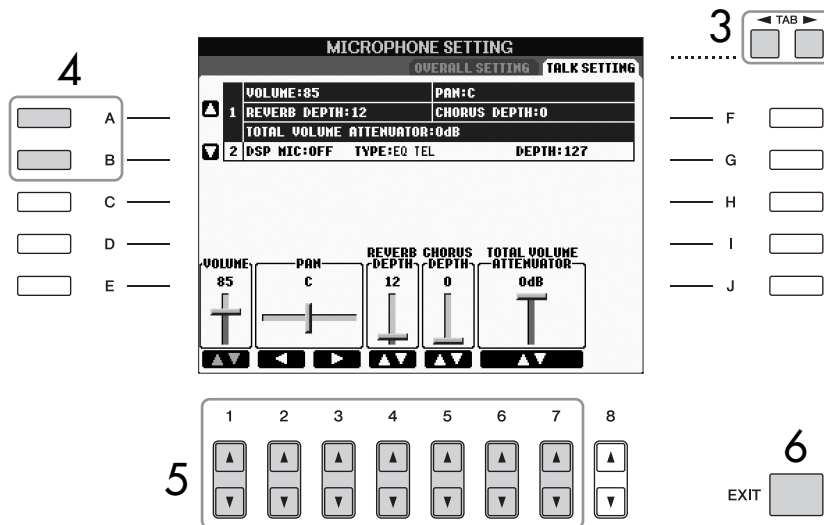 3
◄ TAB ►
4
MICROPHONE SETTING
OVERALL SETTING TALK SETTING
VOLUME:85 PAN:C
1 REVERB DEPTH:12 CHORUS DEPTH:0
TOTAL VOLUME ATTENUATOR:0dB
2 DSP MIC:OFF TYPE:EQ TEL DEPTH:127
A
B
C
D
E
F
G
H
I
J
VOLUME
85
PAN
C
REVERB DEPTH
12
CHORUS DEPTH
0
TOTAL VOLUME ATTENUATOR
0dB
1 2 3 4 5 6 7 8
5
6
EXIT